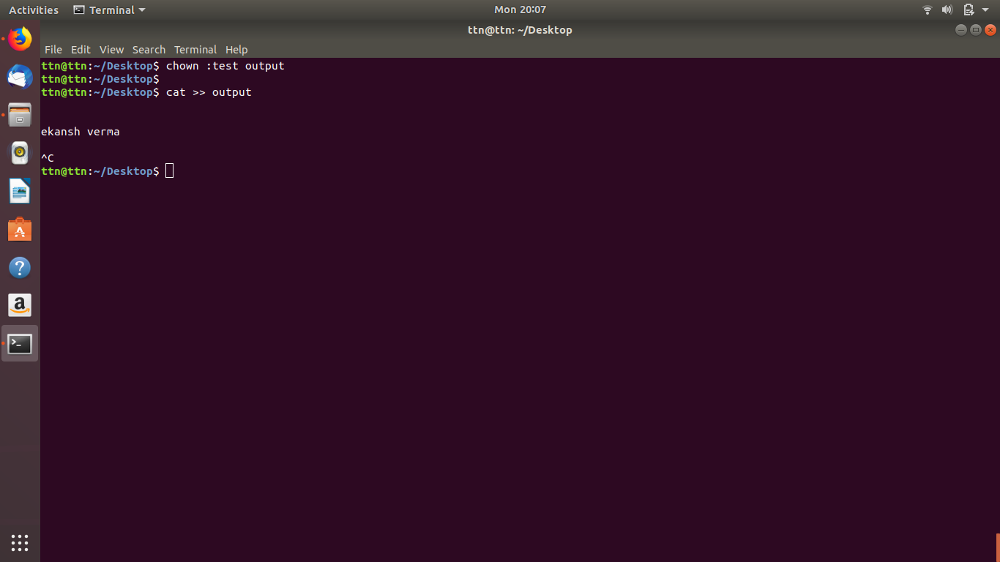 Activities Terminal Mon 20:07
ttn@ttn: ~/Desktop
File Edit View Search Terminal Help
ttn@ttn:~/Desktop$ chown :test output
ttn@ttn:~/Desktop$
ttn@ttn:~/Desktop$ cat >> output
ekansh verma
^C
ttn@ttn:~/Desktop$